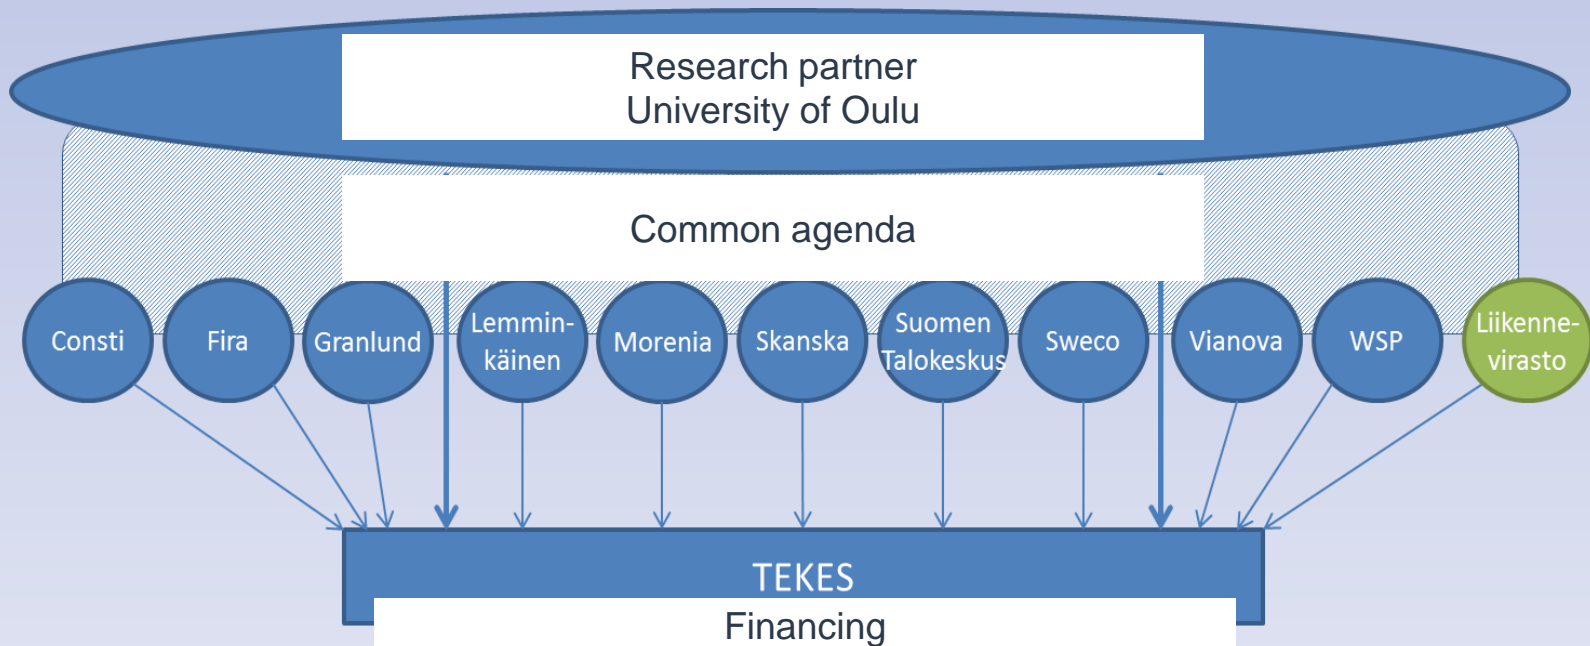 Research partner
University of Oulu
Common agenda
Consti
Fira
Granlund
Lemmin-
käinen
Morenia
Skanska
Suomen
Talokeskus
Sweco
Vianova
WSP
Liikenne-
virasto
TEKES
Financing